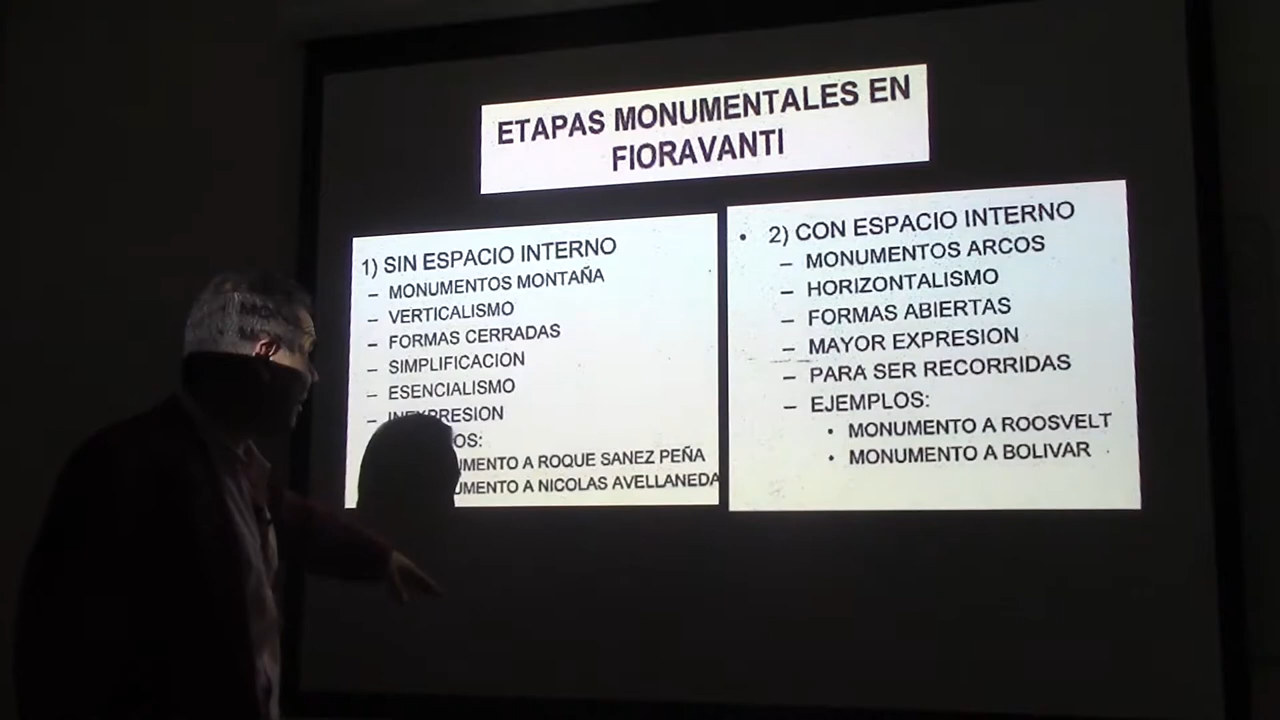 ETAPAS MONUMENTALES EN
FIORAVANTI
1) SIN ESPACIO INTERNO
– MONUMENTOS MONTAÑA
– VERTICALISMO
– FORMAS CERRADAS
– SIMPLIFICACION
– ESENCIALISMO
– INEXPRESION
A ROQUE SANEZ PEÑA
A NICOLAS AVELLANEDA
• 2) CON ESPACIO INTERNO
– MONUMENTOS ARCOS
– HORIZONTALISMO
– FORMAS ABIERTAS
– MAYOR EXPRESION
– PARA SER RECORRIDAS
– EJEMPLOS:
• MONUMENTO A ROOSVELT
• MONUMENTO A BOLIVAR